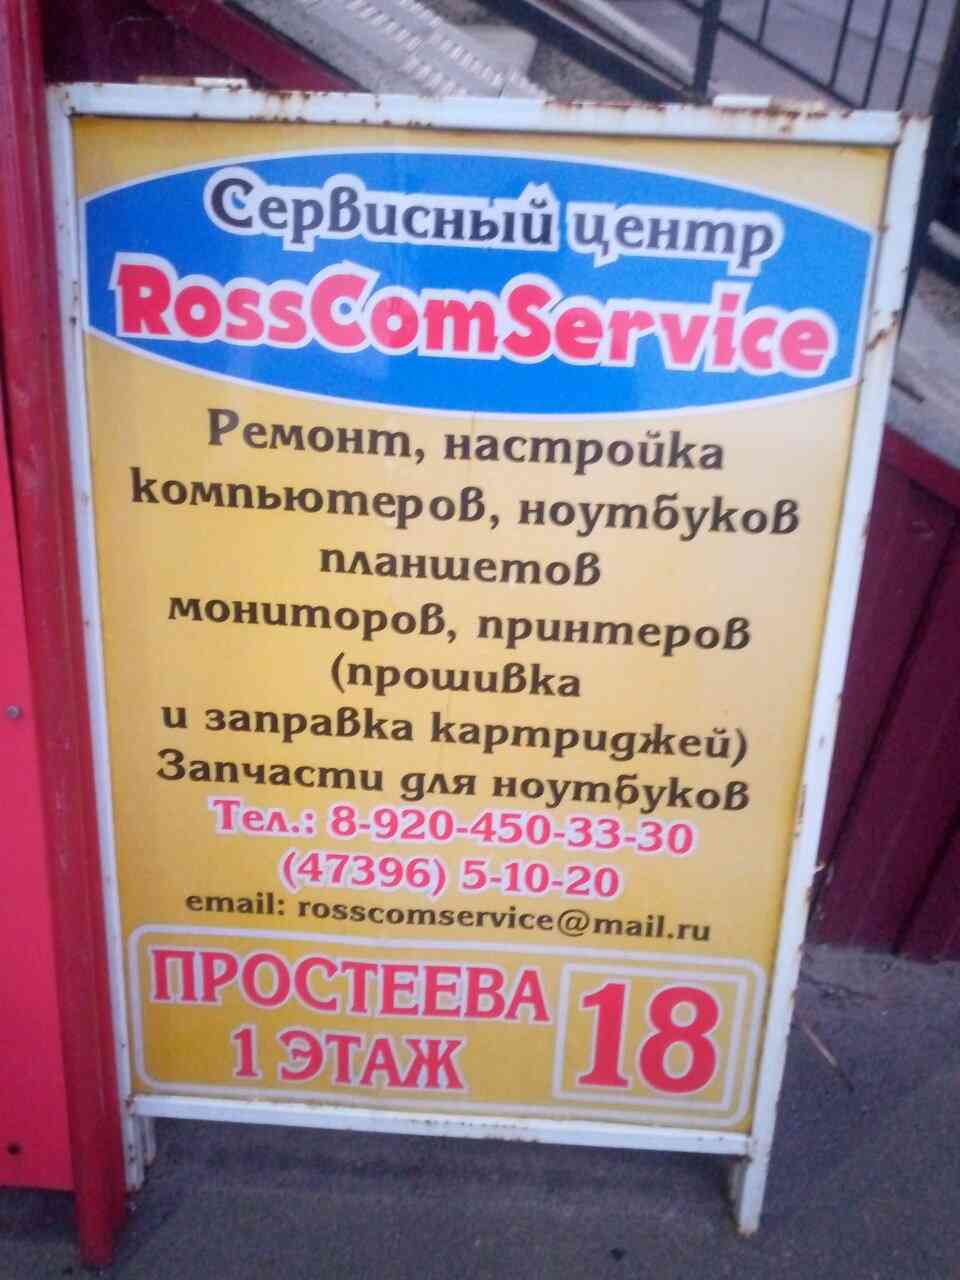 Сервисный центр
RossComService
Ремонт, настройка
компьютеров, ноутбуков
планшетов
мониторов, принтеров
(прошивка
и заправка картриджей)
Запчасти для ноутбуков
Тел.: 8-920-450-33-30
(47396) 5-10-20
email: rosscomservice@mail.ru
ПРОСТЕЕВА
1 ЭТАЖ
18